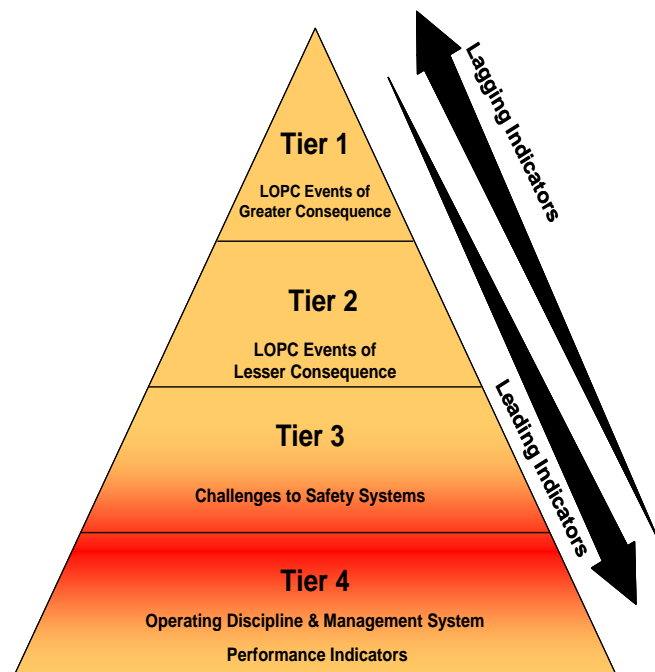 Tier 1
LOPC Events of
Greater Consequence
Tier 2
LOPC Events of
Lesser Consequence
Tier 3
Challenges to Safety Systems
Tier 4
Operating Discipline & Management System
Performance Indicators
Lagging Indicators
Leading Indicators